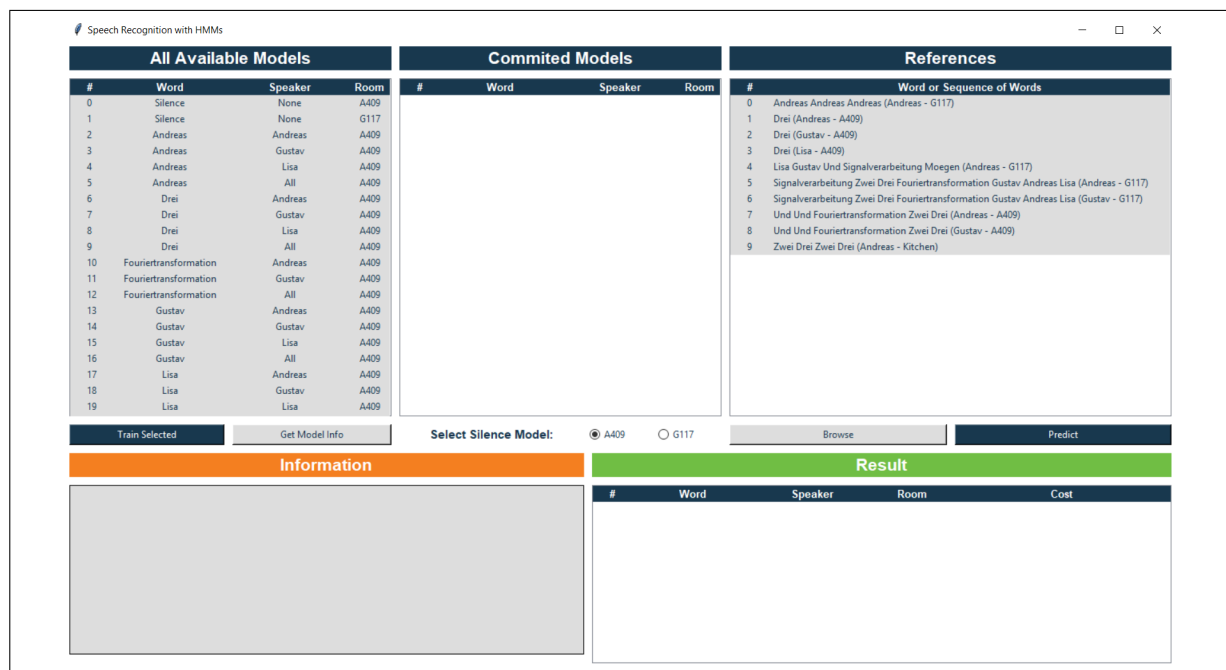 Speech Recognition with HMMs
All Available Models
# Word Speaker Room
0 Silence None A409
1 Silence None G117
2 Andreas Andreas A409
3 Andreas Gustav A409
4 Andreas Lisa A409
5 Andreas All A409
6 Drei Andreas A409
7 Drei Gustav A409
8 Drei Lisa A409
9 Drei All A409
10 Fouriertransformation Andreas A409
11 Fouriertransformation Gustav A409
12 Fouriertransformation All A409
13 Gustav Andreas A409
14 Gustav Gustav A409
15 Gustav Lisa A409
16 Gustav All A409
17 Lisa Andreas A409
18 Lisa Gustav A409
19 Lisa Lisa A409
Train Selected Get Model Info
Commited Models
# Word Speaker Room
Select Silence Model: A409 G117
References
# Word or Sequence of Words
0 Andreas Andreas Andreas (Andreas - G117)
1 Drei (Andreas - A409)
2 Drei (Gustav - A409)
3 Drei (Lisa - A409)
4 Lisa Gustav Und Signalverarbeitung Moegen (Andreas - G117)
5 Signalverarbeitung Zwei Drei Fouriertransformation Gustav Andreas Lisa (Andreas - G117)
6 Signalverarbeitung Zwei Drei Fouriertransformation Gustav Andreas Lisa (Gustav - G117)
7 Und Und Fouriertransformation Zwei Drei (Andreas - A409)
8 Und Und Fouriertransformation Zwei Drei (Gustav - A409)
9 Zwei Drei Zwei Drei (Andreas - Kitchen)
Browse Predict
Information
Result
# Word Speaker Room Cost